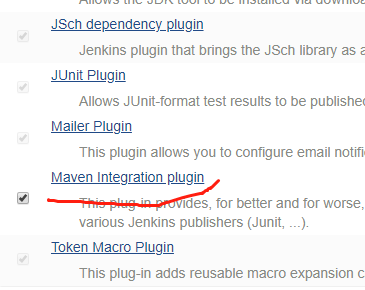 Allows the JDK tool to be installed via downloa
JSch dependency plugin
Jenkins plugin that brings the JSch library as a
JUnit Plugin
Allows JUnit-format test results to be published
Mailer Plugin
This plugin allows you to configure email notific
Maven Integration plugin
This plug-in provides, for better and for worse,
various Jenkins publishers (Junit, ...).
Token Macro Plugin
This plug-in adds reusable macro expansion c